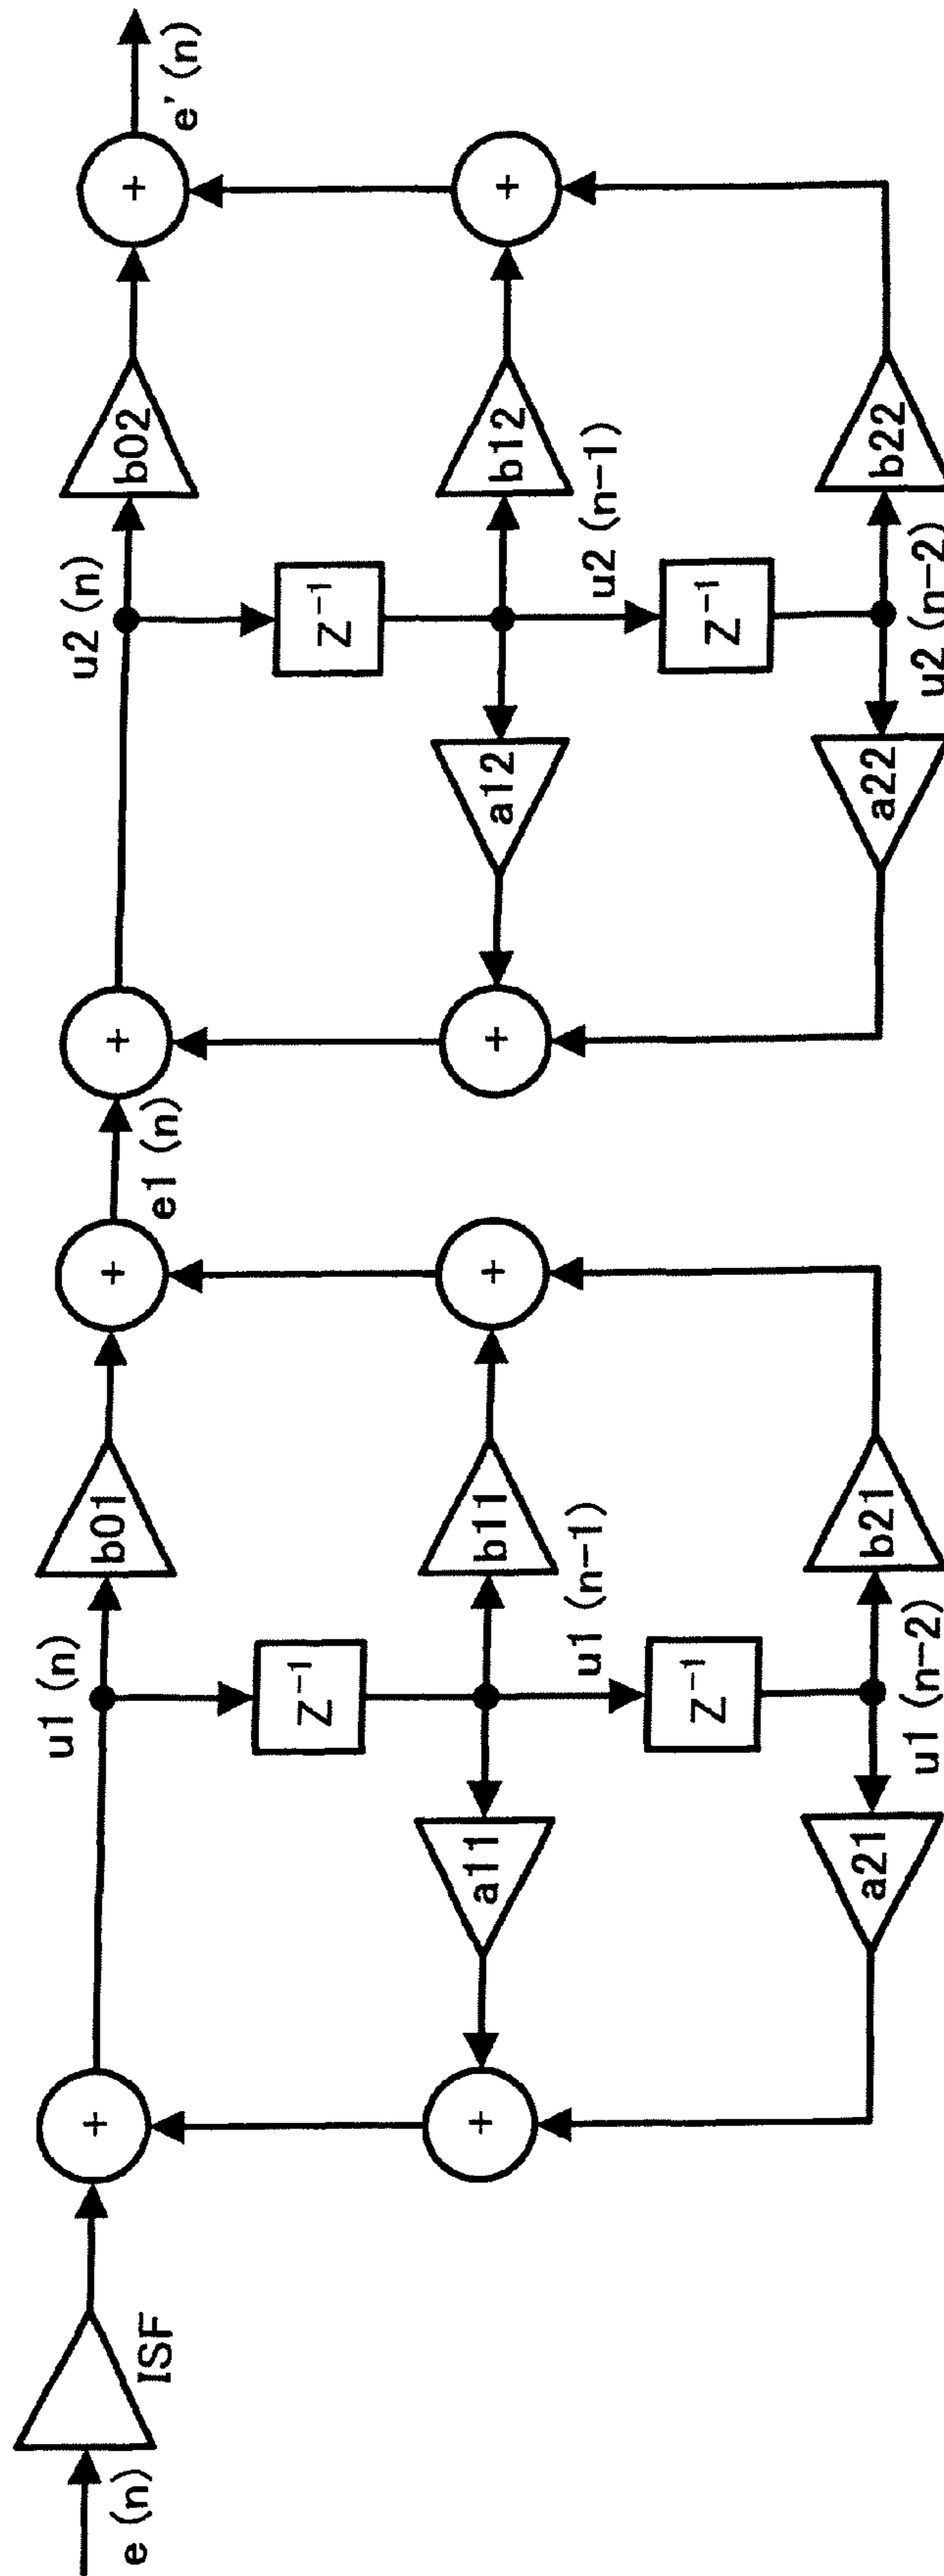 e (n)
ISF
+
u1 (n)
b01
+
e1 (n)
+
u2 (n)
b02
+
e' (n)
Z⁻¹
Z⁻¹
+
a11
b11
+
+
a12
b12
+
u1 (n-1)
u2 (n-1)
Z⁻¹
Z⁻¹
a21
b21
a22
b22
u1 (n-2)
u2 (n-2)